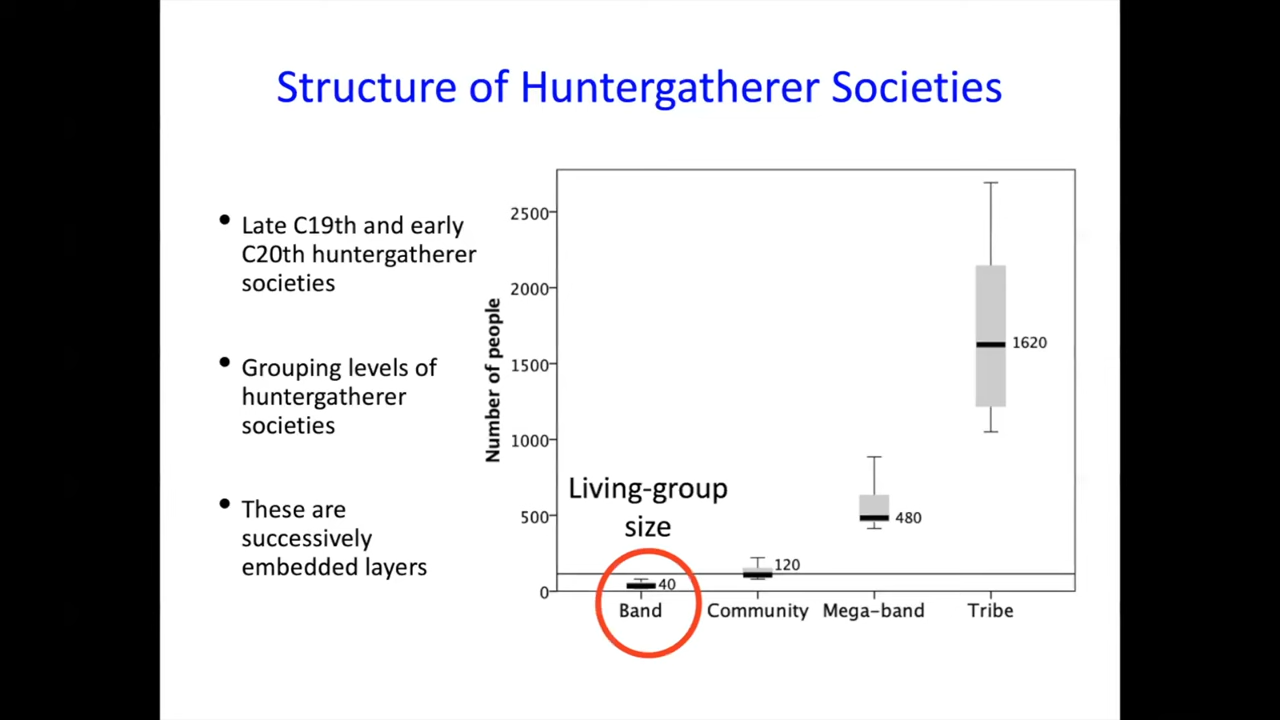 Structure of Huntergatherer Societies
• Late C19th and early
C20th huntergatherer
societies
• Grouping levels of
huntergatherer
societies
• These are
successively
embedded layers
Number of people
2500
2000
1500
1000
500
0
Living-group
size
40
120
480
1620
Band
Community
Mega-band
Tribe